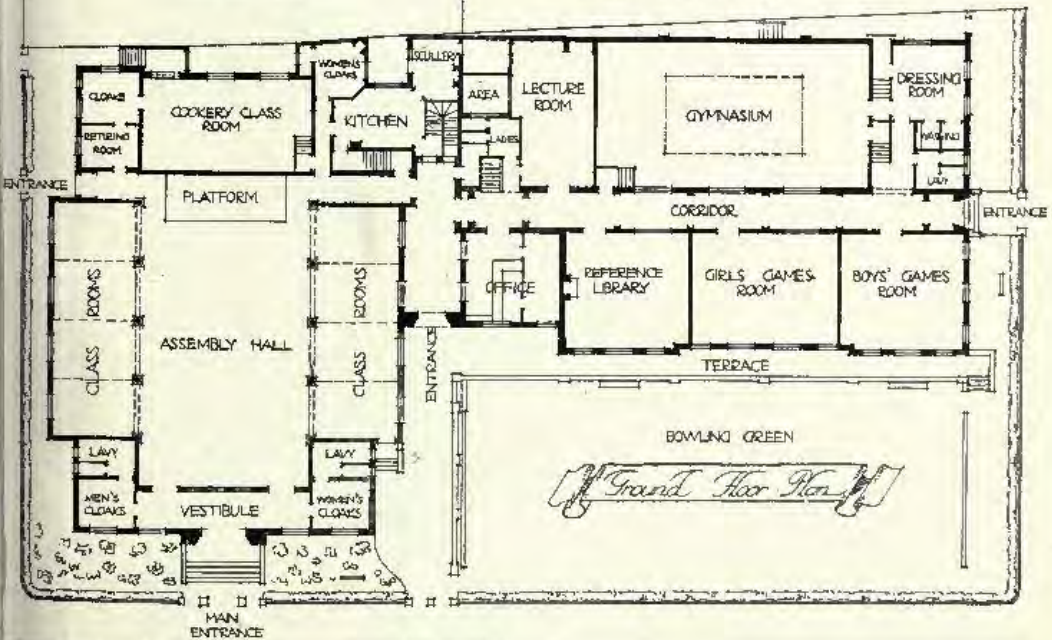 WOMEN'S
CLOAKS
SCULLERY
CLOAKS
COOKERY CLASS
ROOM
KITCHEN
AREA
LECTURE
ROOM
GYMNASIUM
DRESSING
ROOM
RETIRING
ROOM
LADIES
WASHING
LAVY
ENTRANCE
PLATFORM
CORRIDOR
ENTRANCE
CLASS ROOMS
ASSEMBLY HALL
CLASS ROOMS
OFFICE
REFERENCE
LIBRARY
GIRLS GAMES
ROOM
BOYS' GAMES
ROOM
ENTRANCE
TERRACE
BOWLING GREEN
Ground Floor Plan
LAVY
MEN'S
CLOAKS
VESTIBULE
LAVY
WOMEN'S
CLOAKS
MAIN
ENTRANCE